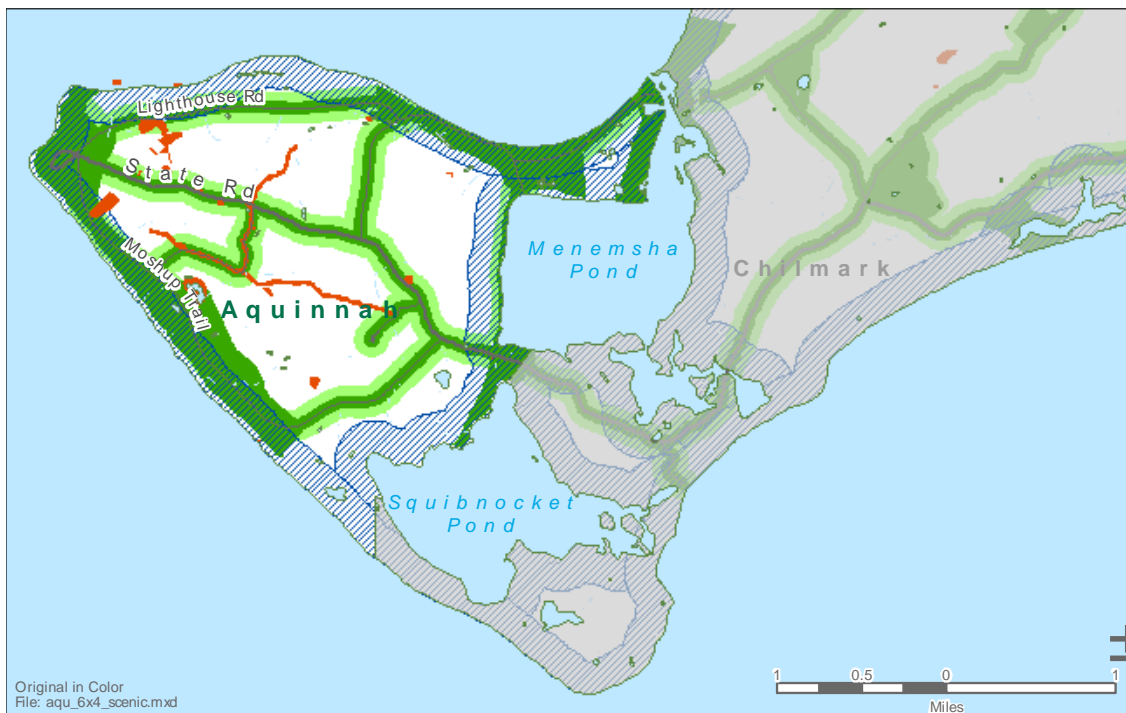 Lighthouse Rd
State Rd
Moshup Trail
Aquinnah
Menemsha
Pond
Chilmark
Squibnocket
Pond
Original in Color
File: aqu_6x4_scenic.mxd
1 0.5 0 1
Miles